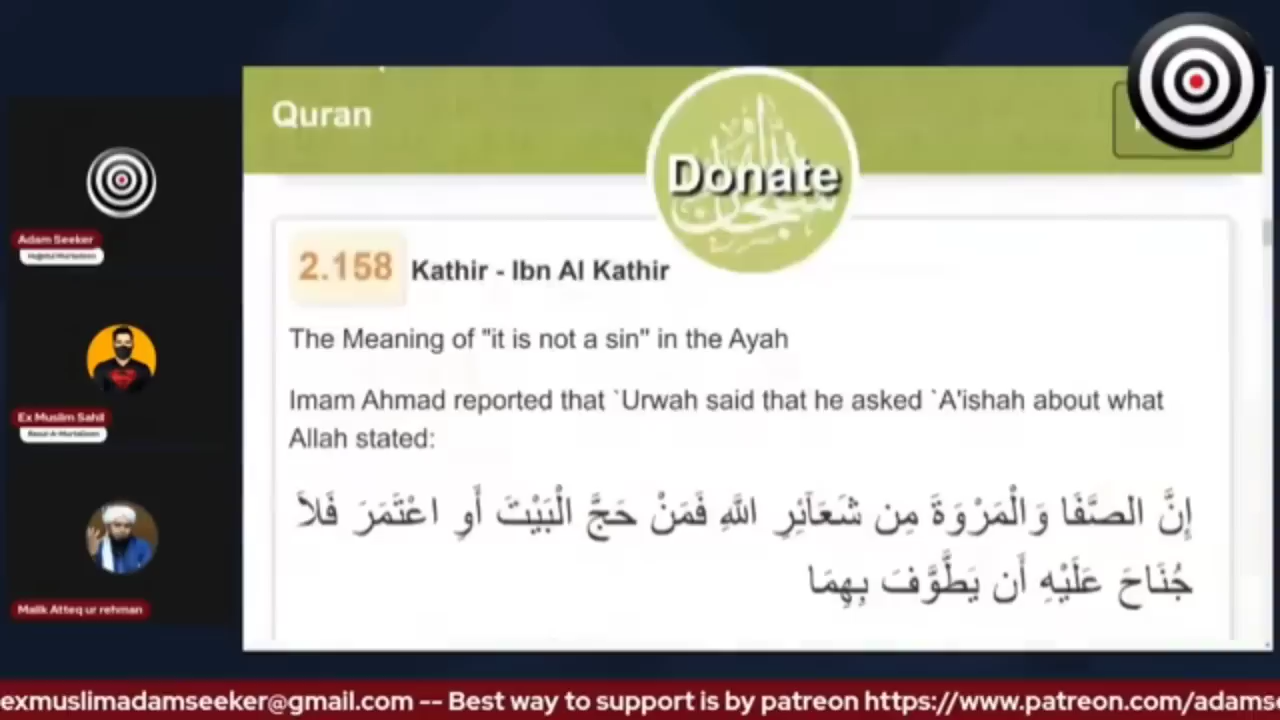 Quran
Donate
2.158 Kathir - Ibn Al Kathir
The Meaning of "it is not a sin" in the Ayah
Imam Ahmad reported that `Urwah said that he asked `A'ishah about what
Allah stated:
إِنَّ الصَّفَا وَالْمَرْوَةَ مِن شَعَآئِرِ اللَّهِ فَمَنْ حَجَّ الْبَيْتَ أَوِ اعْتَمَرَ فَلاَ
جُنَاحَ عَلَيْهِ أَن يَطَّوَّفَ بِهِمَا
Adam Seeker
Ex Muslim Sahil
Malik Atteq ur rehman
exmuslimadamseeker@gmail.com -- Best way to support is by patreon https://www.patreon.com/adams